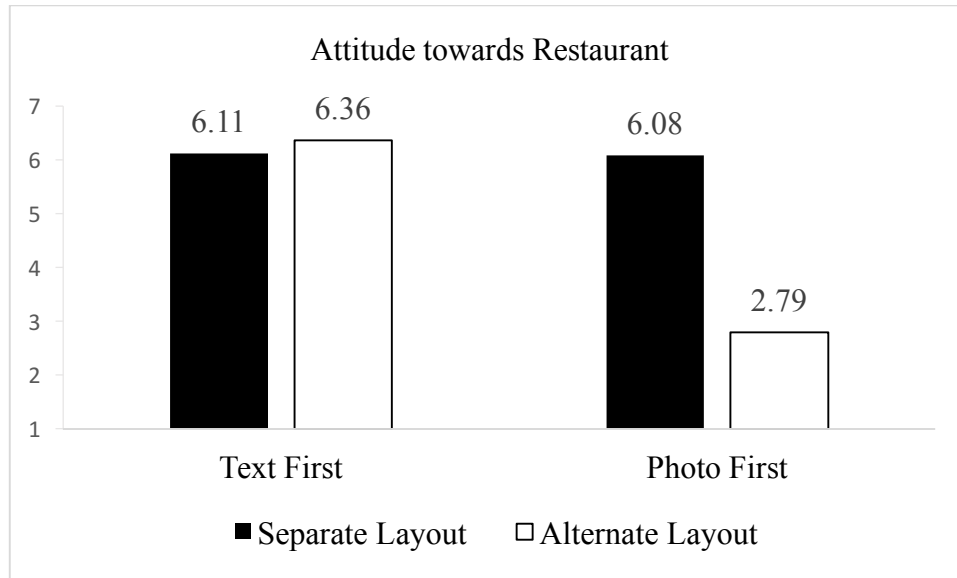 Attitude towards Restaurant
7
6
5
4
3
2
1
6.11
6.36
6.08
2.79
Text First
Photo First
Separate Layout
Alternate Layout